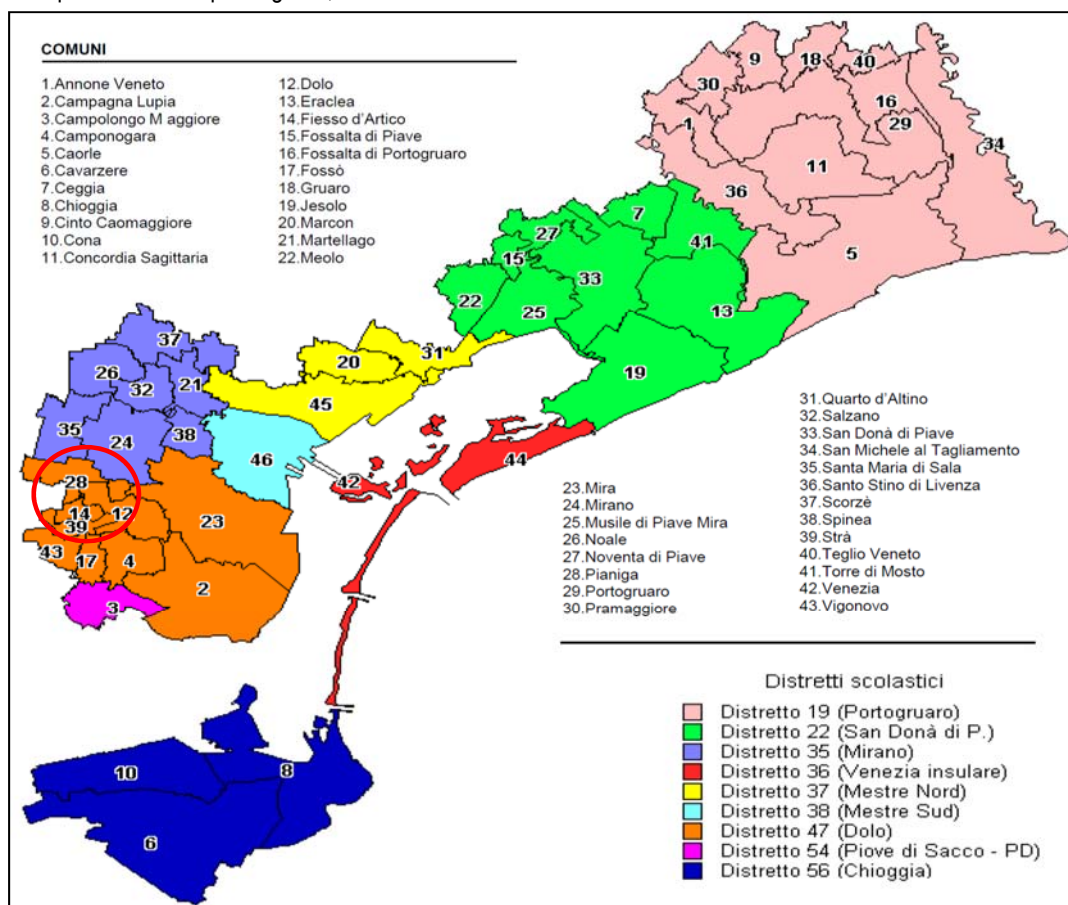 COMUNI
1.Annone Veneto
2.Campagna Lupia
3.Campolongo M aggiore
4.Camponogara
5.Caorle
6.Cavarzere
7.Ceggia
8.Chioggia
9.Cinto Caomaggiore
10.Cona
11.Concordia Sagittaria
12.Dolo
13.Eraclea
14.Fiesso d'Artico
15.Fossalta di Piave
16.Fossalta di Portogruaro
17.Fossò
18.Gruaro
19.Jesolo
20.Marcon
21.Martellago
22.Meolo
9
18
40
30
16
1
29
34
11
36
7
27
41
5
15
33
22
25
13
37
31
20
26
21
32
19
45
35
38
24
46
44
28
42
14
12
23
39
43
17
4
2
3
10
8
6
23.Mira
24.Mirano
25.Musile di Piave Mira
26.Noale
27.Noventa di Piave
28.Pianiga
29.Portogruaro
30.Pramaggiore
31.Quarto d'Altino
32.Salzano
33.San Donà di Piave
34.San Michele al Tagliamento
35.Santa Maria di Sala
36.Santo Stino di Livenza
37.Scorzè
38.Spinea
39.Strà
40.Teglio Veneto
41.Torre di Mosto
42.Venezia
43.Vigonovo
Distretti scolastici
Distretto 19 (Portogruaro)
Distretto 22 (San Donà di P.)
Distretto 35 (Mirano)
Distretto 36 (Venezia insulare)
Distretto 37 (Mestre Nord)
Distretto 38 (Mestre Sud)
Distretto 47 (Dolo)
Distretto 54 (Piove di Sacco - PD)
Distretto 56 (Chioggia)